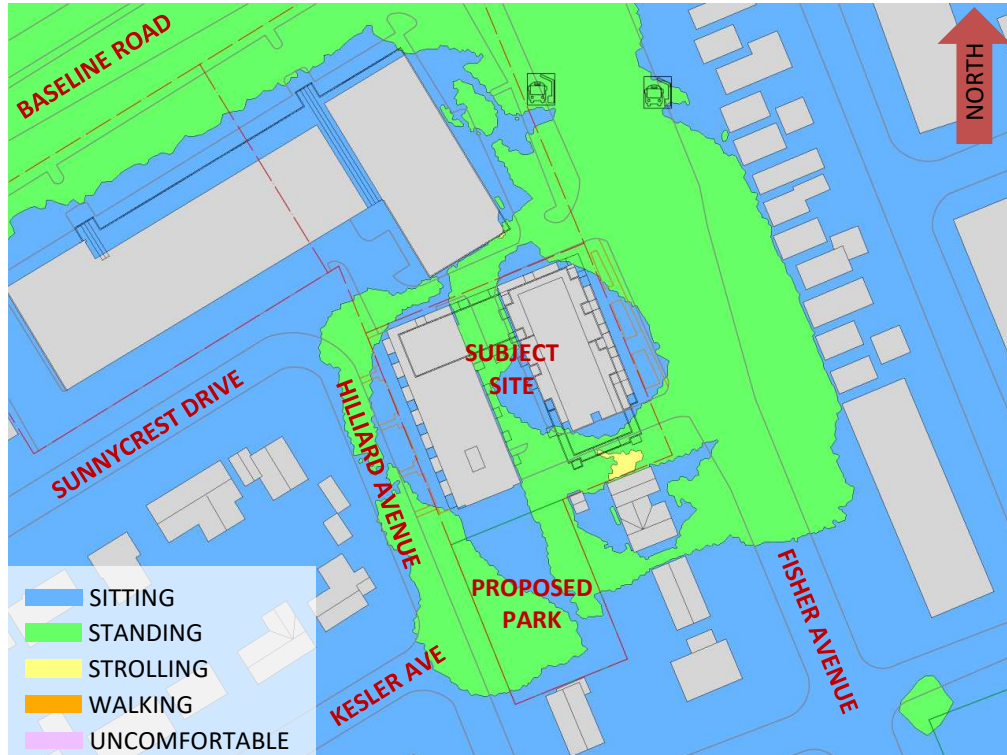 BASELINE ROAD
NORTH
SUBJECT
SITE
SUNNYCREST DRIVE
HILLIARD AVENUE
PROPOSED
PARK
FISHER AVENUE
KESLER AVE
SITTING
STANDING
STROLLING
WALKING
UNCOMFORTABLE